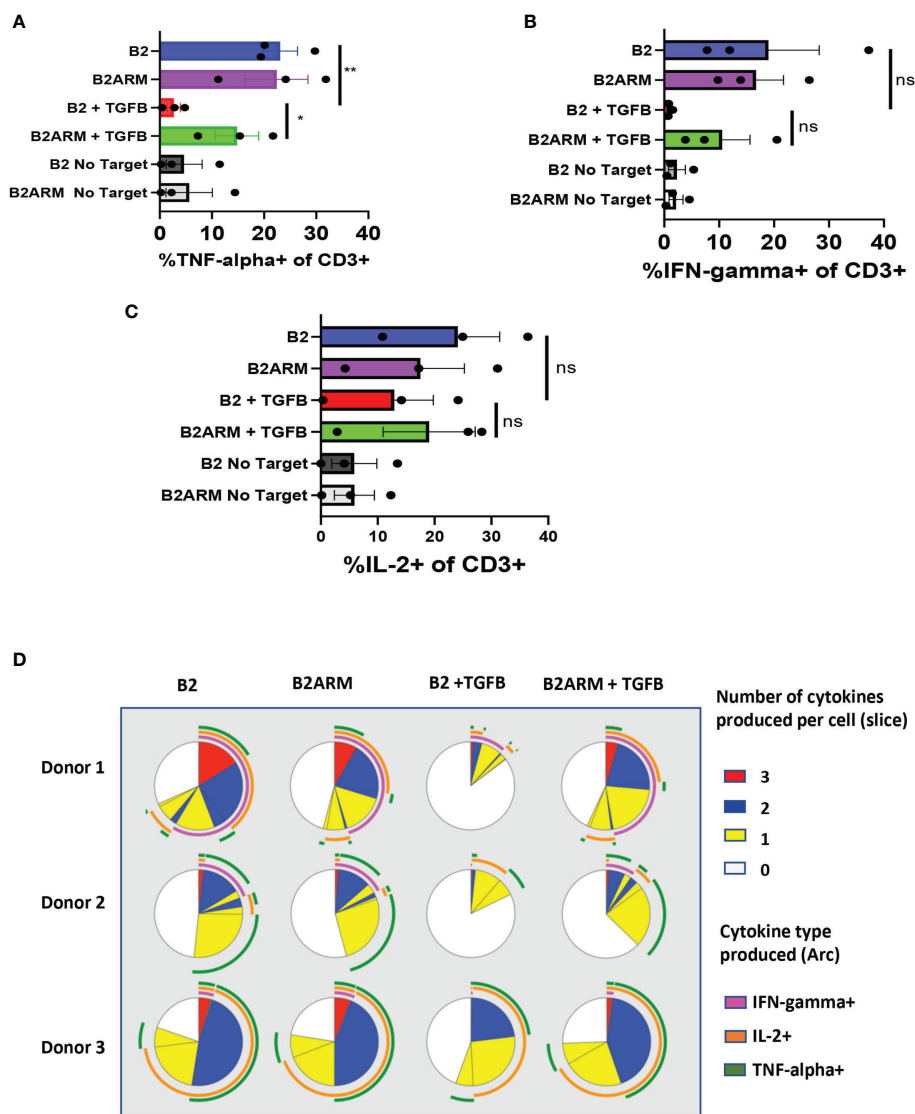 A
B2
B2ARM
B2 + TGFB
B2ARM + TGFB
B2 No Target
B2ARM  No Target
**
*
0 10 20 30 40
%TNF-alpha+ of CD3+
B
B2
B2ARM
B2 + TGFB
B2ARM + TGFB
B2 No Target
B2ARM No Target
ns
ns
0 10 20 30 40
%IFN-gamma+ of CD3+
C
B2
B2ARM
B2 + TGFB
B2ARM + TGFB
B2 No Target
B2ARM No Target
ns
ns
0 10 20 30 40
%IL-2+ of CD3+
D
B2 B2ARM B2 +TGFB B2ARM + TGFB
Donor 1
Donor 2
Donor 3
Number of cytokines
produced per cell (slice)
3
2
1
0
Cytokine type
produced (Arc)
IFN-gamma+
IL-2+
TNF-alpha+